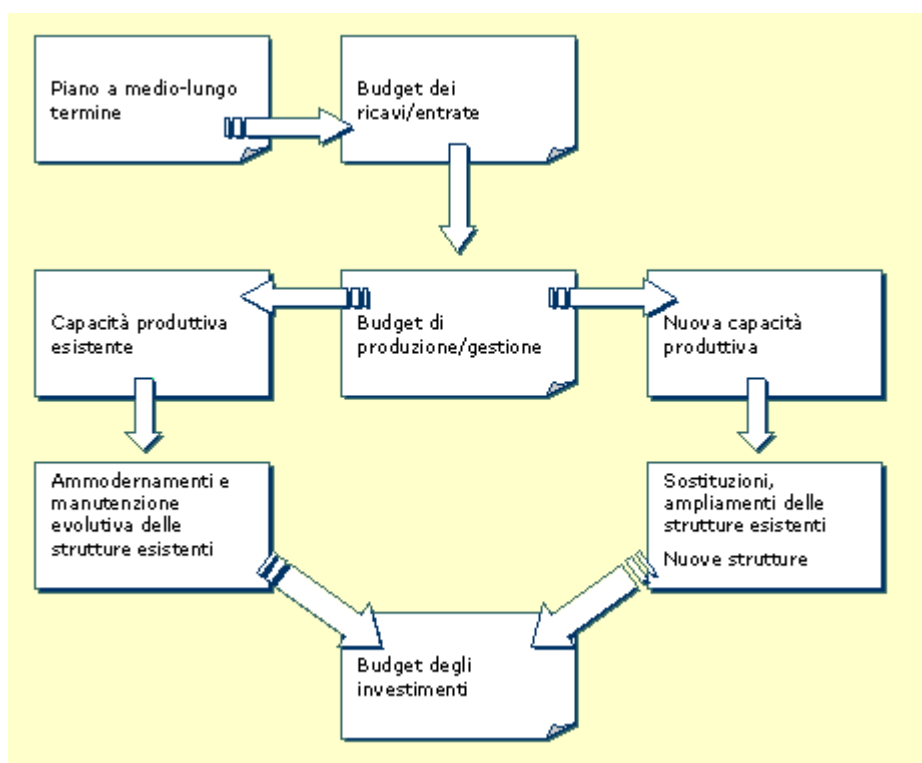 Piano a medio-lungo
termine
Budget dei
ricavi/entrate
Capacità produttiva
esistente
Budget di
produzione/gestione
Nuova capacità
produttiva
Ammodernamenti e
manutenzione
evolutiva delle
strutture esistenti
Sostituzioni,
ampliamenti delle
strutture esistenti
Nuove strutture
Budget degli
investimenti